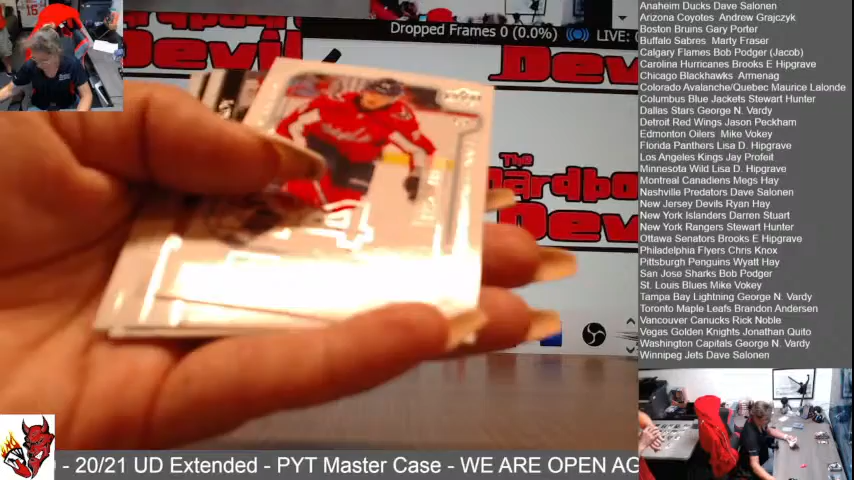 Dropped Frames 0 (0.0%)
LIVE:
Devil
Dev
The
ardbo
Devi
Anaheim Ducks Dave Salonen
Arizona Coyotes Andrew Grajczyk
Boston Bruins Gary Porter
Buffalo Sabres Marty Fraser
Calgary Flames Bob Podger (Jacob)
Carolina Hurricanes Brooks E Hipgrave
Chicago Blackhawks Armenag
Colorado Avalanche/Quebec Maurice Lalonde
Columbus Blue Jackets Stewart Hunter
Dallas Stars George N. Vardy
Detroit Red Wings Jason Peckham
Edmonton Oilers Mike Vokey
Florida Panthers Lisa D. Hipgrave
Los Angeles Kings Jay Profeit
Minnesota Wild Lisa D. Hipgrave
Montreal Canadiens Megs Hay
Nashville Predators Dave Salonen
New Jersey Devils Ryan Hay
New York Islanders Darren Stuart
New York Rangers Stewart Hunter
Ottawa Senators Brooks E Hipgrave
Philadelphia Flyers Chris Knox
Pittsburgh Penguins Wyatt Hay
San Jose Sharks Bob Podger
St. Louis Blues Mike Vokey
Tampa Bay Lightning George N. Vardy
Toronto Maple Leafs Brandon Andersen
Vancouver Canucks Rick Noble
Vegas Golden Knights Jonathan Quito
Washington Capitals George N. Vardy
Winnipeg Jets Dave Salonen
- 20/21 UD Extended - PYT Master Case - WE ARE OPEN AG